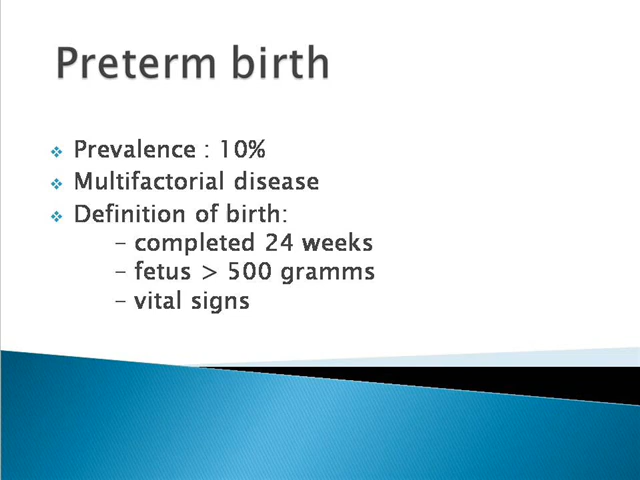 Preterm birth
❖ Prevalence : 10%
❖ Multifactorial disease
❖ Definition of birth:
– completed 24 weeks
– fetus > 500 gramms
– vital signs